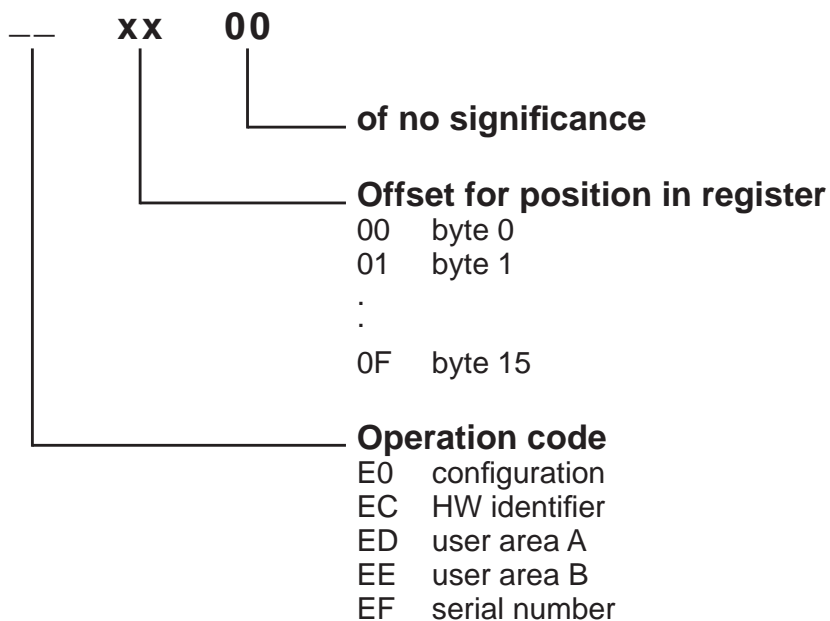 __ xx 00
of no significance
Offset for position in register
00 byte 0
01 byte 1
.
.
0F byte 15
Operation code
E0 configuration
EC HW identifier
ED user area A
EE user area B
EF serial number